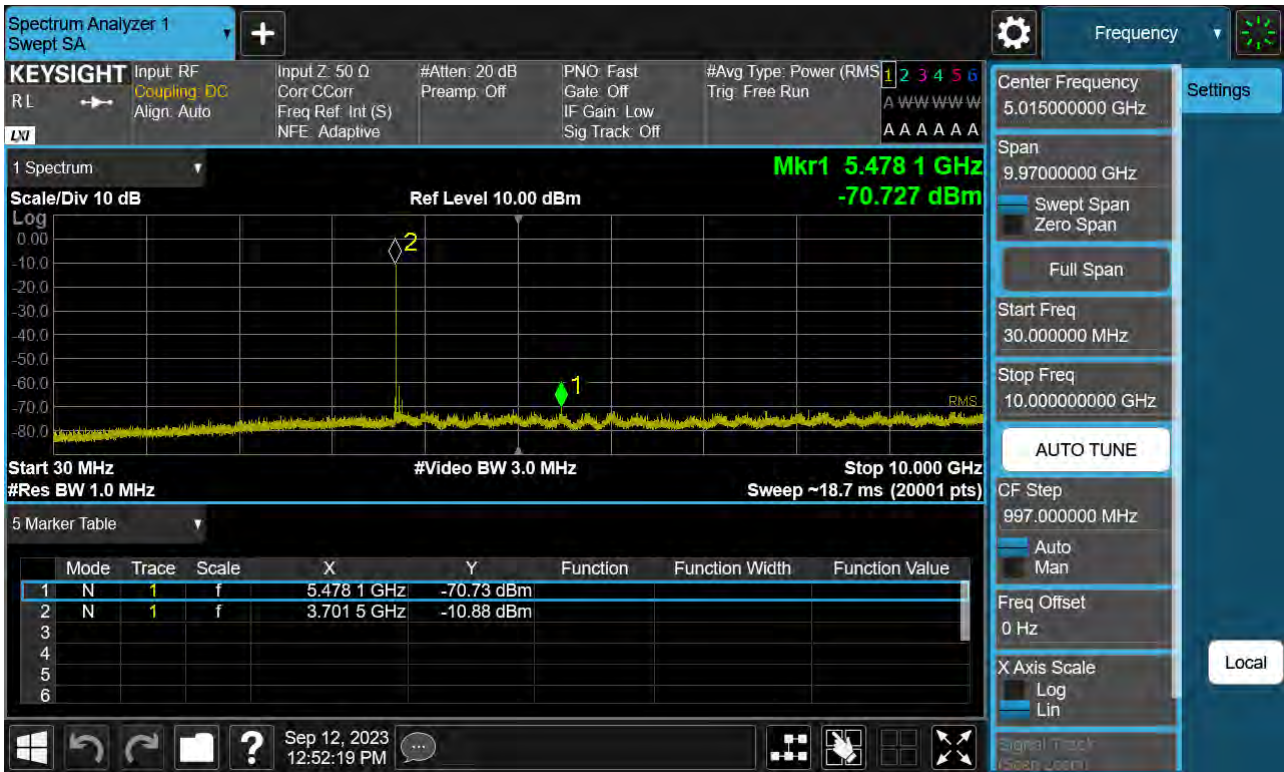 Spectrum Analyzer 1
Swept SA
+
Frequency
KEYSIGHT
RL
LXI
Input: RF
Coupling: DC
Align: Auto
Input Z: 50 Ω
Corr CCorr
Freq Ref: Int (S)
NFE: Adaptive
#Atten: 20 dB
Preamp: Off
PNO: Fast
Gate: Off
IF Gain: Low
Sig Track: Off
#Avg Type: Power (RMS
Trig: Free Run
1 2 3 4 5 6
A W W W W W
A A A A A A
1 Spectrum
Mkr1 5.478 1 GHz
Scale/Div 10 dB
Ref Level 10.00 dBm
-70.727 dBm
Log
0.00
-10.0
-20.0
-30.0
-40.0
-50.0
-60.0
-70.0
-80.0
2
1
RMS
Start 30 MHz
#Video BW 3.0 MHz
Stop 10.000 GHz
#Res BW 1.0 MHz
Sweep ~18.7 ms (20001 pts)
5 Marker Table
Mode Trace Scale X Y Function Function Width Function Value
1 N 1 f 5.478 1 GHz -70.73 dBm
2 N 1 f 3.701 5 GHz -10.88 dBm
3
4
5
6
?
Sep 12, 2023
12:52:19 PM
Center Frequency
5.015000000 GHz
Span
9.97000000 GHz
Swept Span
Zero Span
Full Span
Start Freq
30.000000 MHz
Stop Freq
10.000000000 GHz
AUTO TUNE
CF Step
997.000000 MHz
Auto
Man
Freq Offset
0 Hz
X Axis Scale
Log
Lin
Signal Track
(Span Zoom)
Settings
Local